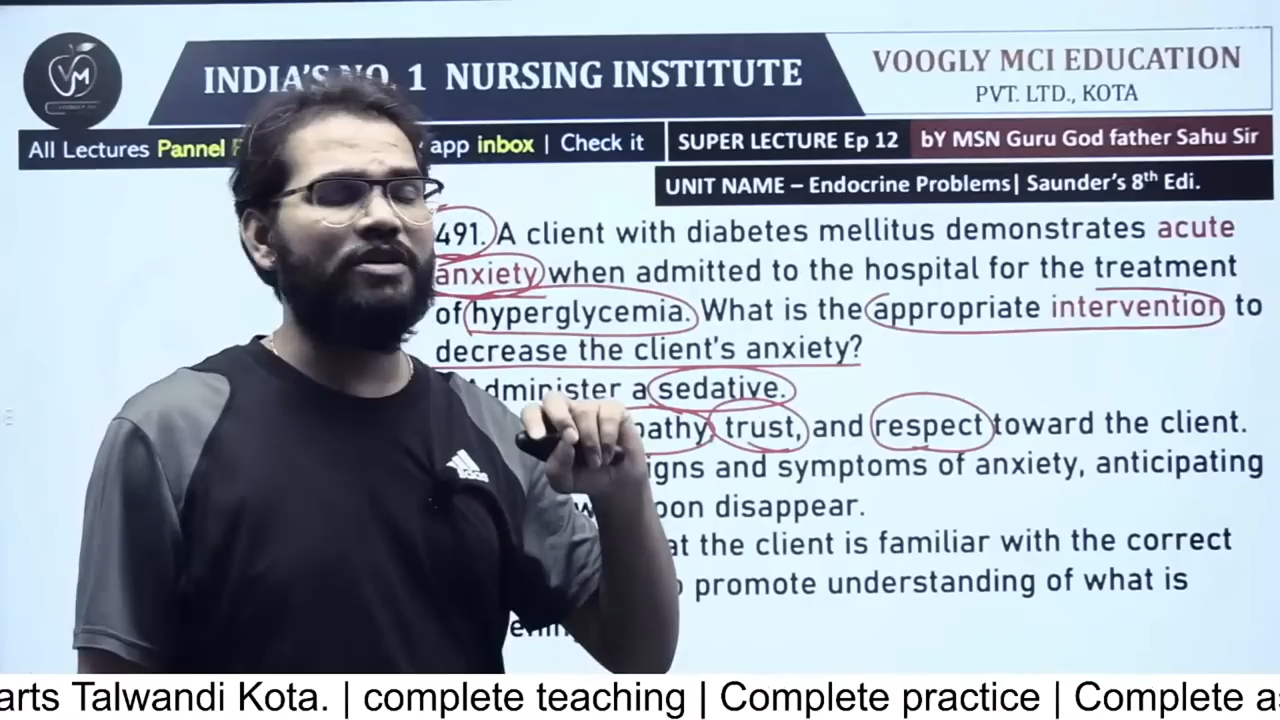 VM
INDIA'S NO. 1 NURSING INSTITUTE
VOOGLY MCI EDUCATION
PVT. LTD., KOTA
All Lectures Pannel app inbox | Check it
SUPER LECTURE Ep 12 bY MSN Guru God father Sahu Sir
UNIT NAME – Endocrine Problems| Saunder's 8th Edi.
491. A client with diabetes mellitus demonstrates acute
anxiety when admitted to the hospital for the treatment
of hyperglycemia. What is the appropriate intervention to
decrease the client's anxiety?
dminister a sedative.
pathy, trust, and respect toward the client.
igns and symptoms of anxiety, anticipating
oon disappear.
at the client is familiar with the correct
o promote understanding of what is
arts Talwandi Kota. | complete teaching | Complete practice | Complete a